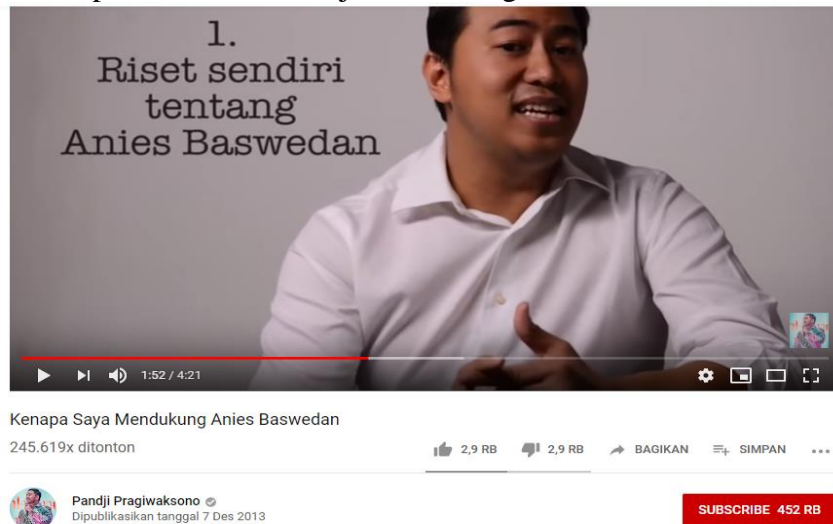 1.
Riset sendiri
tentang
Anies Baswedan
1:52 / 4:21
Kenapa Saya Mendukung Anies Baswedan
245.619x ditonton
2,9 RB 2,9 RB BAGIKAN SIMPAN
Pandji Pragiwaksono
Dipublikasikan tanggal 7 Des 2013
SUBSCRIBE 452 RB